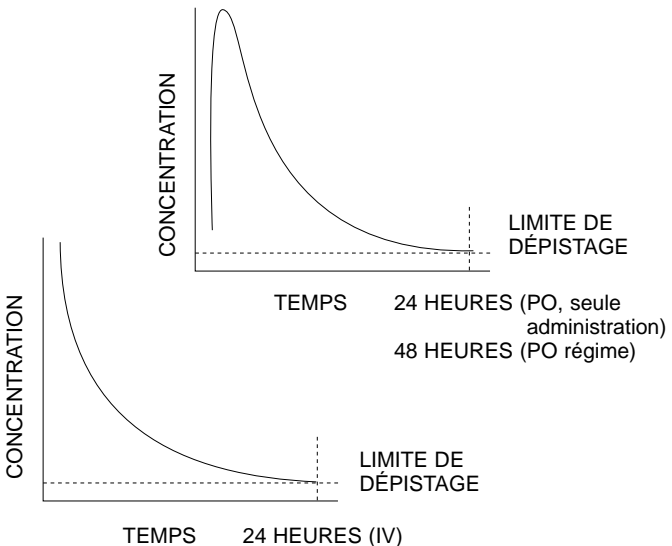 CONCENTRATION
LIMITE DE
DÉPISTAGE
TEMPS 24 HEURES (PO, seule
administration)
48 HEURES (PO régime)
CONCENTRATION
LIMITE DE
DÉPISTAGE
TEMPS 24 HEURES (IV)